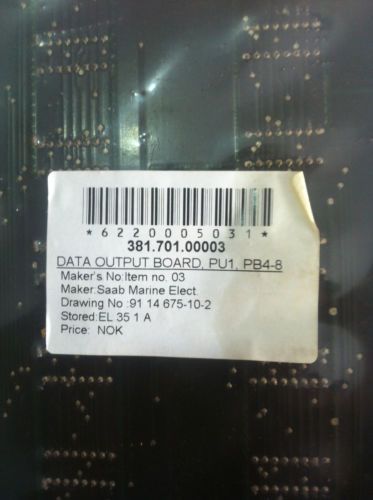 *6220005031*
381.701.00003
DATA OUTPUT BOARD, PU1, PB4-8
Maker's No:Item no. 03
Maker:Saab Marine Elect.
Drawing No :91 14 675-10-2
Stored:EL 35 1 A
Price: NOK